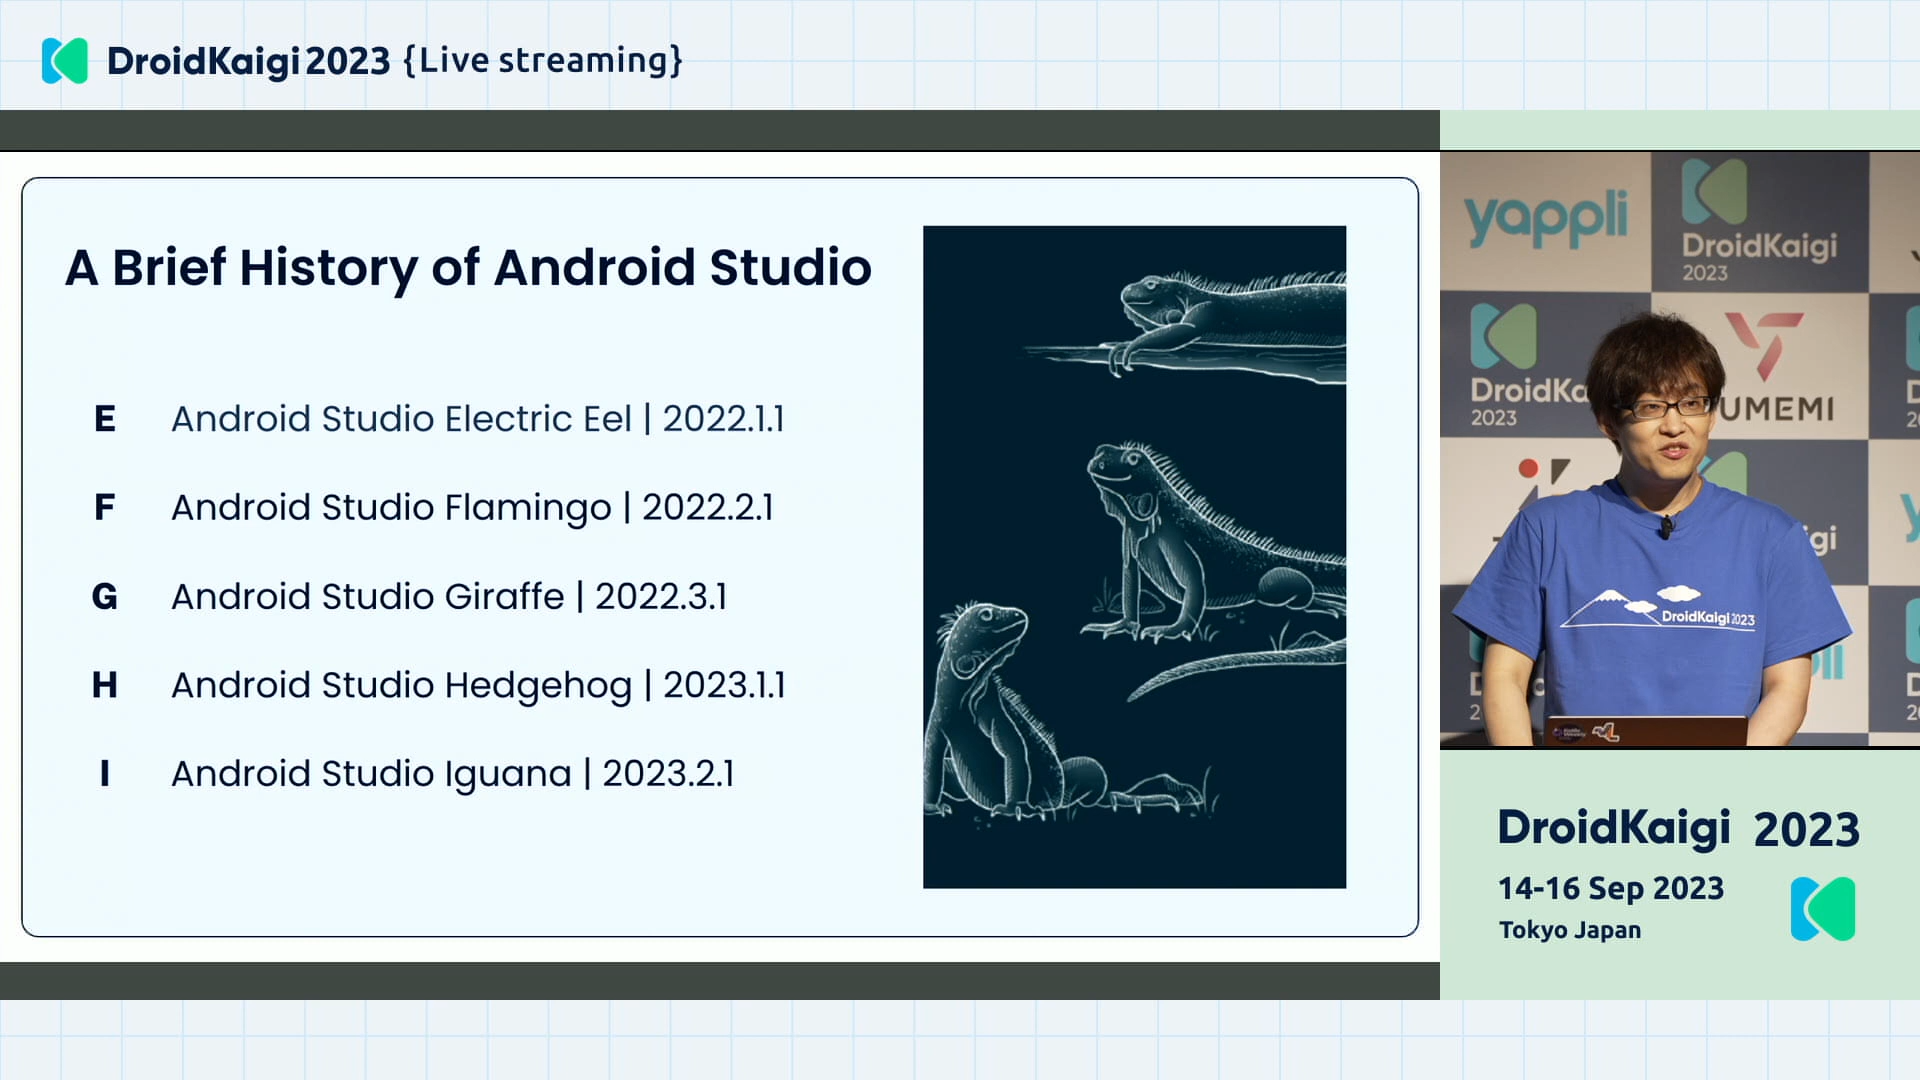 DroidKaigi 2023 {Live streaming}
A Brief History of Android Studio
E Android Studio Electric Eel | 2022.1.1
F Android Studio Flamingo | 2022.2.1
G Android Studio Giraffe | 2022.3.1
H Android Studio Hedgehog | 2023.1.1
I Android Studio Iguana | 2023.2.1
yappli
DroidKaigi
2023
DroidKa
2023
UMEMI
gi
DroidKaigi 2023
DroidKaigi 2023
14-16 Sep 2023
Tokyo Japan